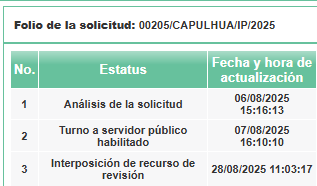 Folio de la solicitud: 00205/CAPULHUA/IP/2025
No. Estatus Fecha y hora de
actualización
1 Análisis de la solicitud 06/08/2025
15:16:13
2 Turno a servidor público
habilitado 07/08/2025
16:10:10
3 Interposición de recurso de
revisión 28/08/2025 11:03:17